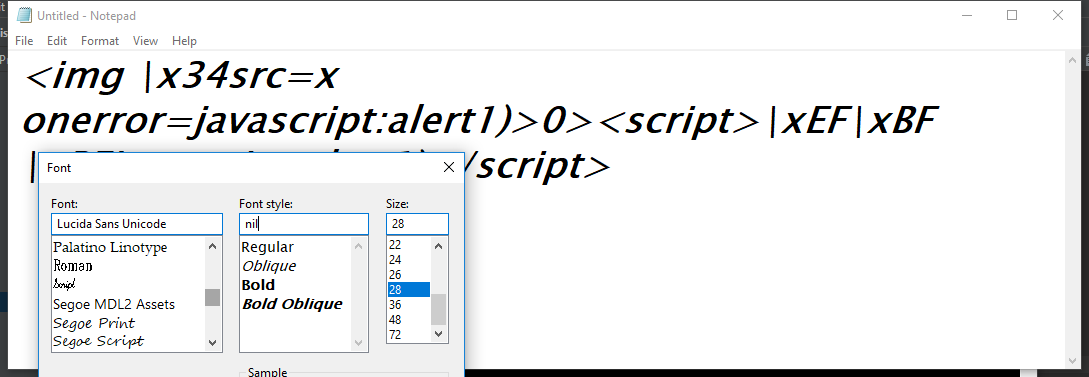 Untitled - Notepad
File Edit Format View Help
<img |x34src=x
onerror=javascript:alert1)>0><script>|xEF|xBF
/script>
Font
Font: Font style: Size:
Lucida Sans Unicode nil 28
Palatino Linotype Regular 22
Roman Oblique 24
Script Bold 26
Segoe MDL2 Assets Bold Oblique 28
Segoe Print 36
Segoe Script 48
72
Sample